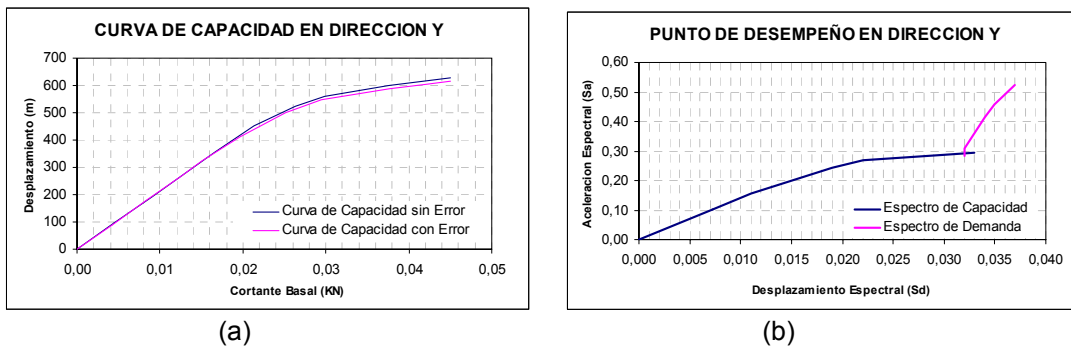 CURVA DE CAPACIDAD EN DIRECCION Y
Desplazamiento (m)
700
600
500
400
300
200
100
0
Curva de Capacidad sin Error
Curva de Capacidad con Error
0,00 0,01 0,02 0,03 0,04 0,05
Cortante Basal (KN)
(a)
PUNTO DE DESEMPEÑO EN DIRECCION Y
Aceleracion Espectral (Sa)
0,60
0,50
0,40
0,30
0,20
0,10
0,00
Espectro de Capacidad
Espectro de Demanda
0,000 0,005 0,010 0,015 0,020 0,025 0,030 0,035 0,040
Desplazamiento Espectral (Sd)
(b)